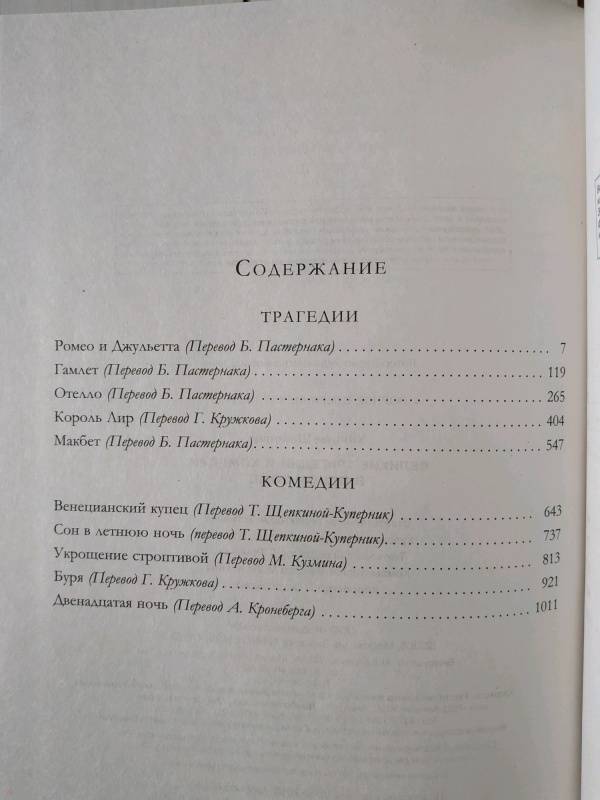 Содержание
ТРАГЕДИИ
Ромео и Джульетта (Перевод Б. Пастернака) . . . . . . . . . . . . . . . . . . . . . . . . . . . . . . 7
Гамлет (Перевод Б. Пастернака) . . . . . . . . . . . . . . . . . . . . . . . . . . . . . . . . . . . . . . . . 119
Отелло (Перевод Б. Пастернака) . . . . . . . . . . . . . . . . . . . . . . . . . . . . . . . . . . . . . . . . 265
Король Лир (Перевод Г. Кружкова) . . . . . . . . . . . . . . . . . . . . . . . . . . . . . . . . . . . . . . 404
Макбет (Перевод Б. Пастернака). . . . . . . . . . . . . . . . . . . . . . . . . . . . . . . . . . . . . . . . 547
КОМЕДИИ
Венецианский купец (Перевод Т. Щепкиной-Куперник) . . . . . . . . . . . . . . . . . . . . 643
Сон в летнюю ночь (перевод Т. Щепкиной-Куперник). . . . . . . . . . . . . . . . . . . . . . 737
Укрощение строптивой (Перевод М. Кузмина) . . . . . . . . . . . . . . . . . . . . . . . . . . . 813
Буря (Перевод Г. Кружкова) . . . . . . . . . . . . . . . . . . . . . . . . . . . . . . . . . . . . . . . . . . . 921
Двенадцатая ночь (Перевод А. Кронеберга) . . . . . . . . . . . . . . . . . . . . . . . . . . . . . . 1011